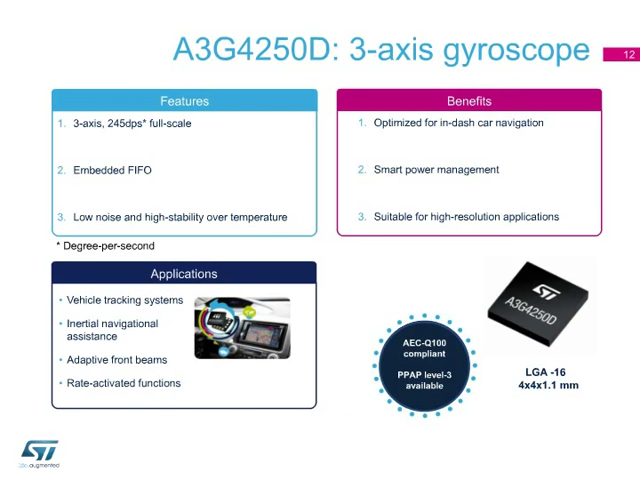 A3G4250D: 3-axis gyroscope
12
Features
1. 3-axis, 245dps* full-scale
2. Embedded FIFO
3. Low noise and high-stability over temperature
* Degree-per-second
Benefits
1. Optimized for in-dash car navigation
2. Smart power management
3. Suitable for high-resolution applications
Applications
• Vehicle tracking systems
• Inertial navigational
assistance
• Adaptive front beams
• Rate-activated functions
AEC-Q100
compliant
PPAP level-3
available
ST
A3G4250D
LGA -16
4x4x1.1 mm
ST
life.augmented